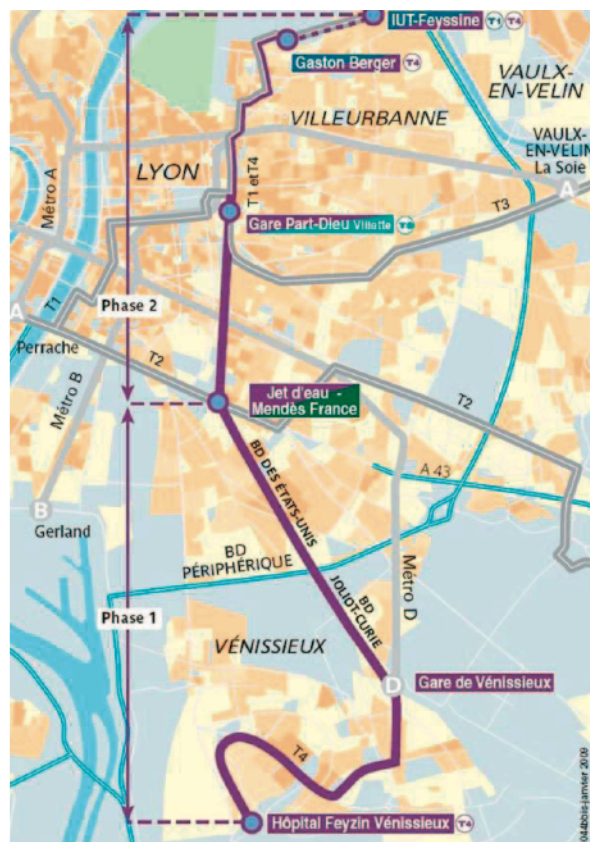 IUT-Feyssine T1 T4
Gaston Berger T4
VAULX-
EN-VELIN
VILLEURBANNE
VAULX-
EN-VELIN
La Soie
LYON
A
Métro A
T1 et T4
T3
Gare Part-Dieu Villette
T1
Phase 2
A
Perrache
T2
Métro B
Jet d'eau -
Mendès France
T2
BD DES ÉTATS-UNIS
A 43
B
Gerland
BD
PÉRIPHÉRIQUE
Métro D
BD
JOLIOT-CURIE
Phase 1
VÉNISSIEUX
D
Gare de Vénissieux
T4
Hôpital Feyzin Vénissieux T4
044bois-janvier 2009